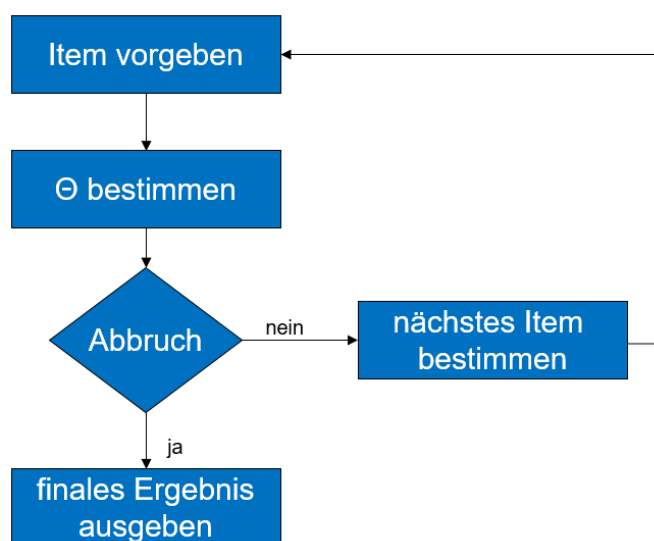 Item vorgeben
Θ bestimmen
Abbruch
nein
nächstes Item
bestimmen
ja
finales Ergebnis
ausgeben